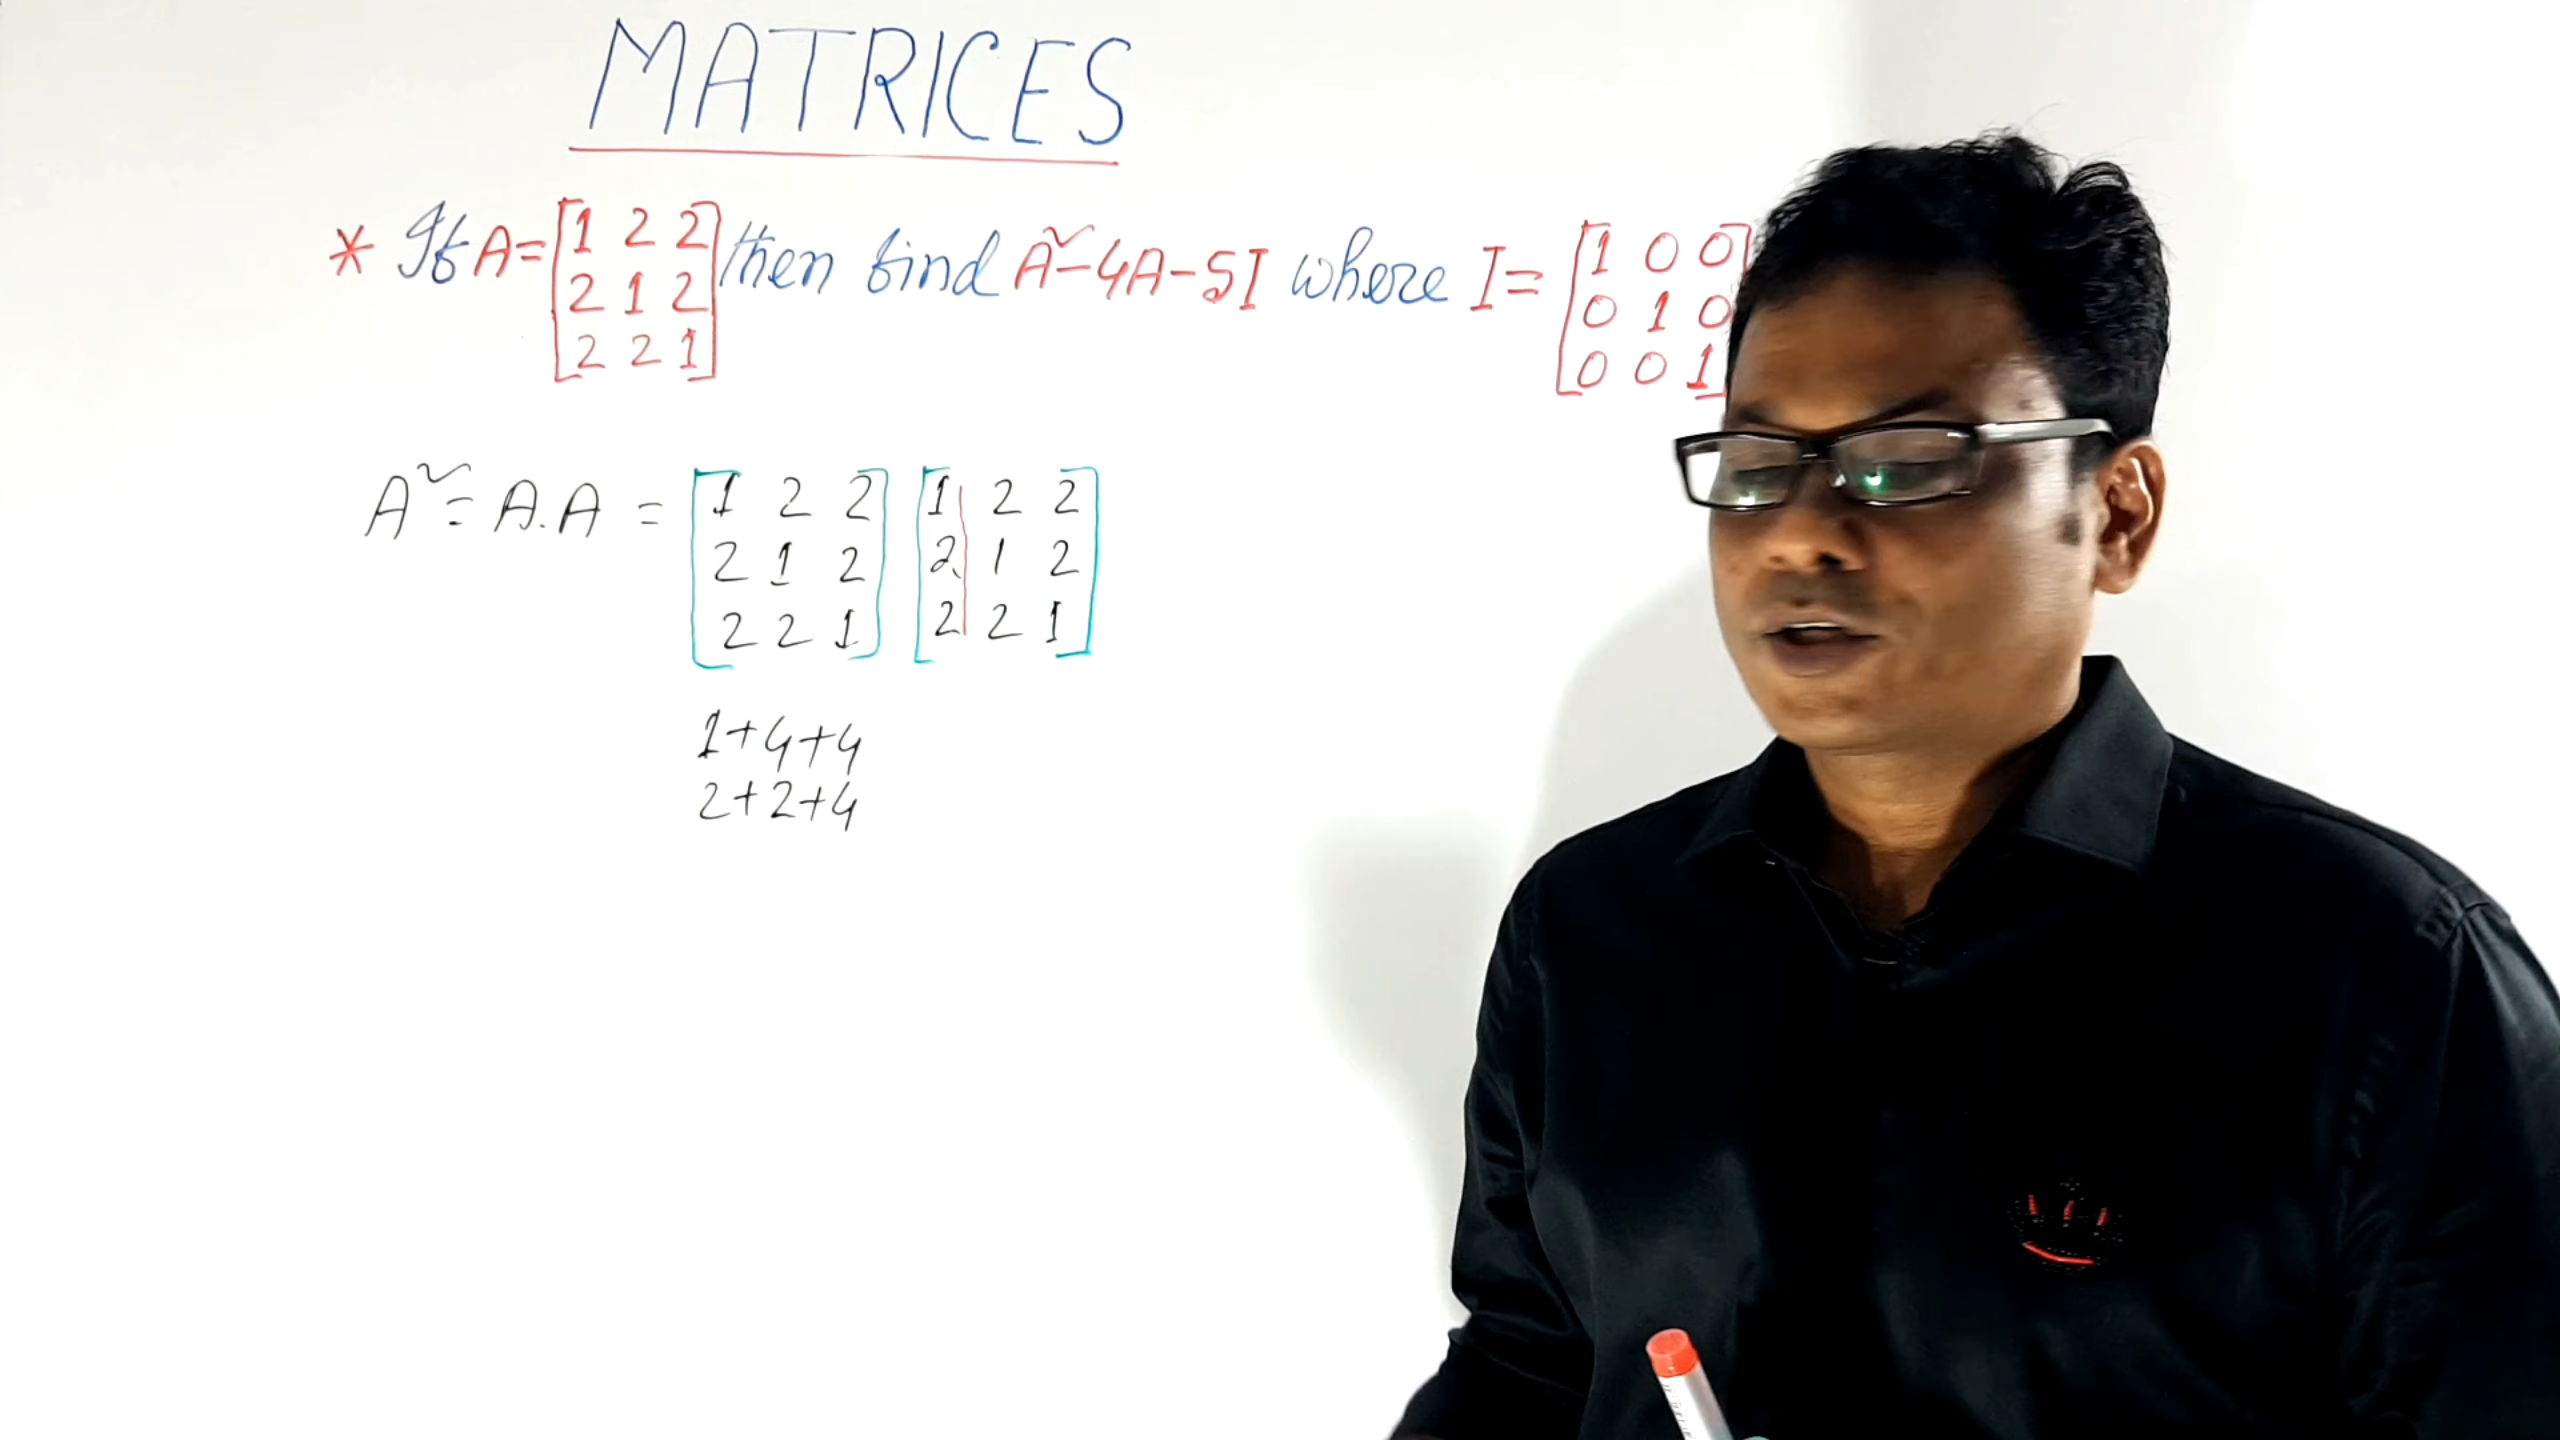 MATRICES
* If A = [1 2 2 then find A² - 4A - 5I where I = [1 0 0]
2 1 2 0 1 0
2 2 1] 0 0 1]
A² = A.A = [1 2 2] [1 2 2]
2 1 2 2 1 2
2 2 1 2 2 1
1+4+4
2+2+4